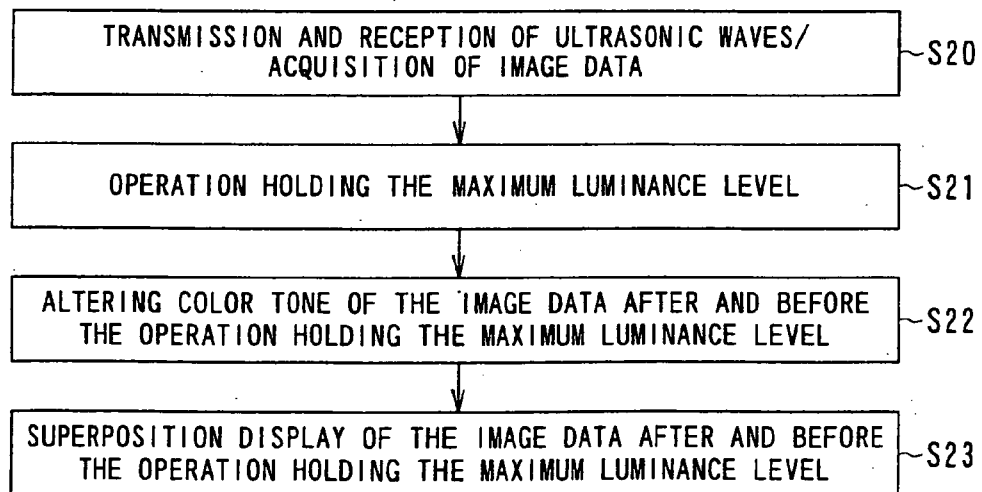 TRANSMISSION AND RECEPTION OF ULTRASONIC WAVES/
ACQUISITION OF IMAGE DATA
~S20
OPERATION HOLDING THE MAXIMUM LUMINANCE LEVEL
~S21
ALTERING COLOR TONE OF THE IMAGE DATA AFTER AND BEFORE
THE OPERATION HOLDING THE MAXIMUM LUMINANCE LEVEL
~S22
SUPERPOSITION DISPLAY OF THE IMAGE DATA AFTER AND BEFORE
THE OPERATION HOLDING THE MAXIMUM LUMINANCE LEVEL
~S23